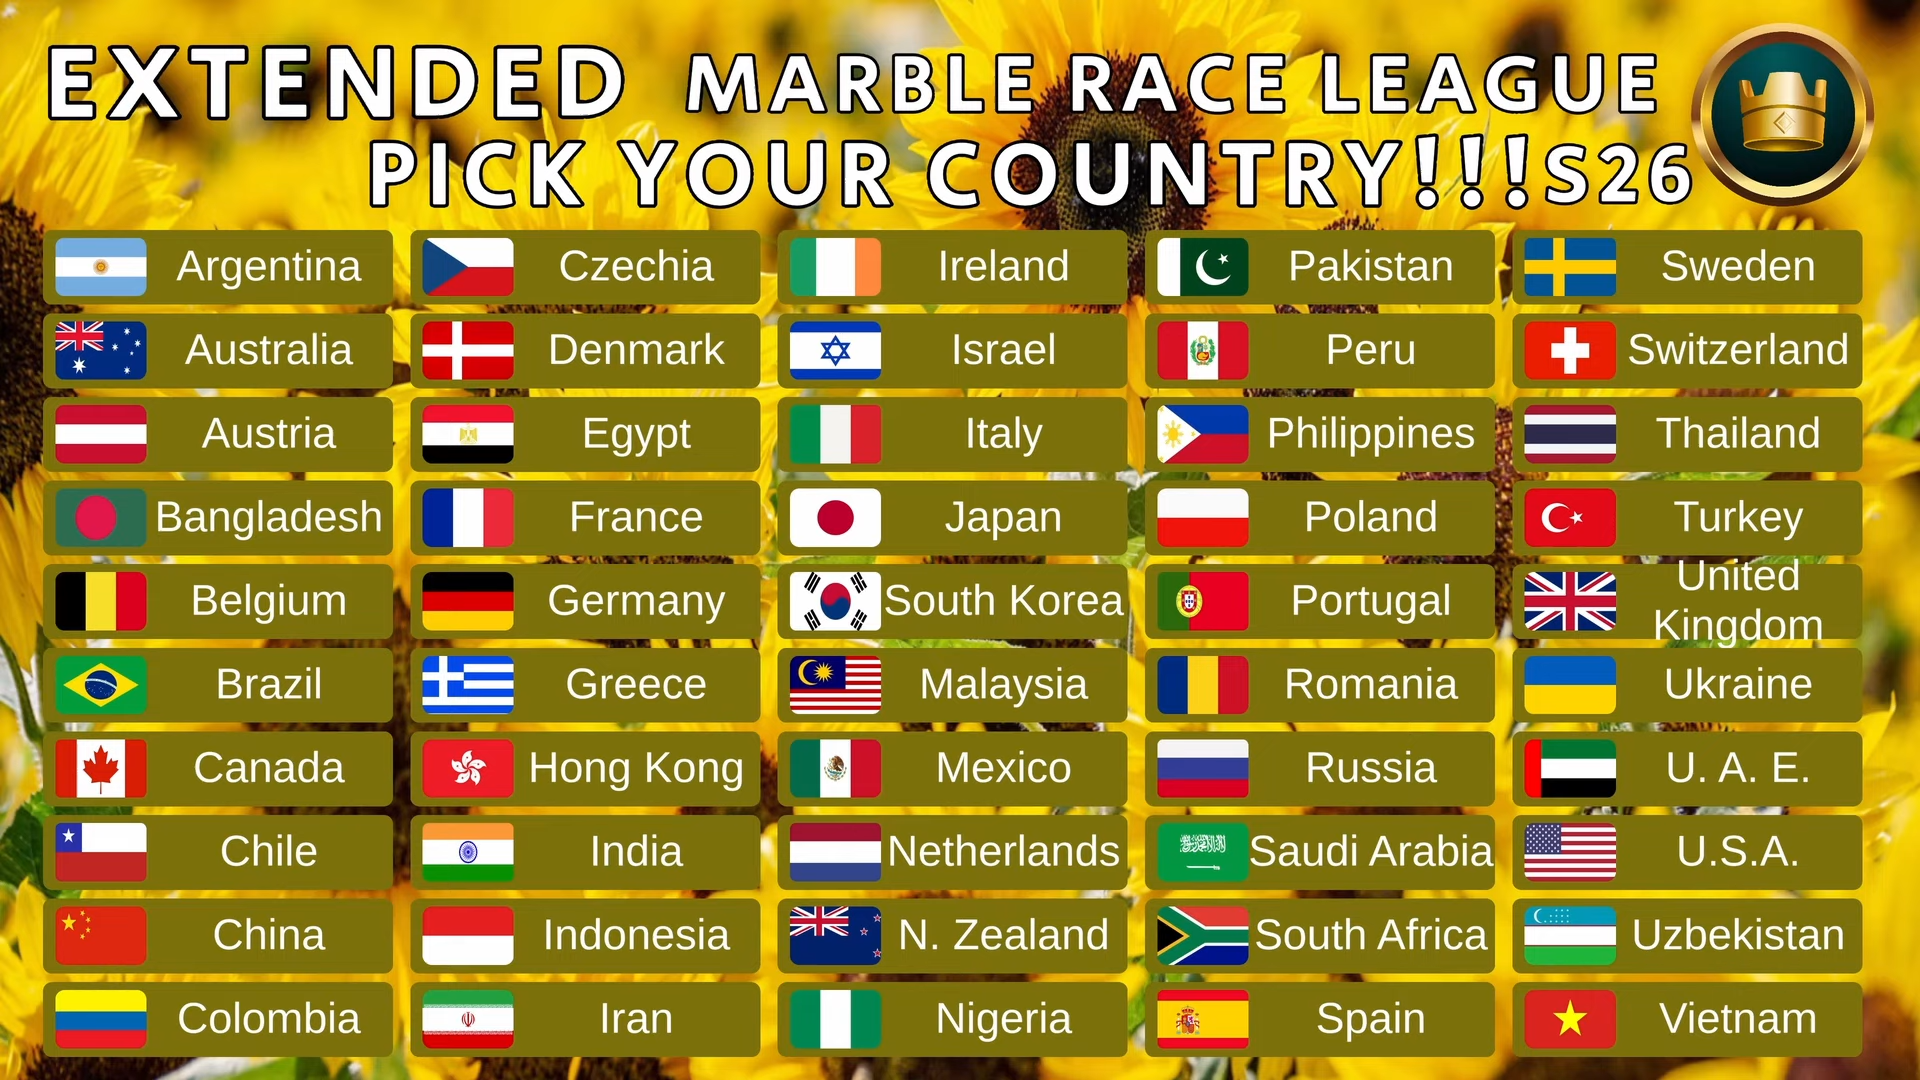 EXTENDED MARBLE RACE LEAGUE
PICK YOUR COUNTRY!!! S26
Argentina
Australia
Austria
Bangladesh
Belgium
Brazil
Canada
Chile
China
Colombia
Czechia
Denmark
Egypt
France
Germany
Greece
Hong Kong
India
Indonesia
Iran
Ireland
Israel
Italy
Japan
South Korea
Malaysia
Mexico
Netherlands
N. Zealand
Nigeria
Pakistan
Peru
Philippines
Poland
Portugal
Romania
Russia
Saudi Arabia
South Africa
Spain
Sweden
Switzerland
Thailand
Turkey
United
Kingdom
Ukraine
U. A. E.
U.S.A.
Uzbekistan
Vietnam